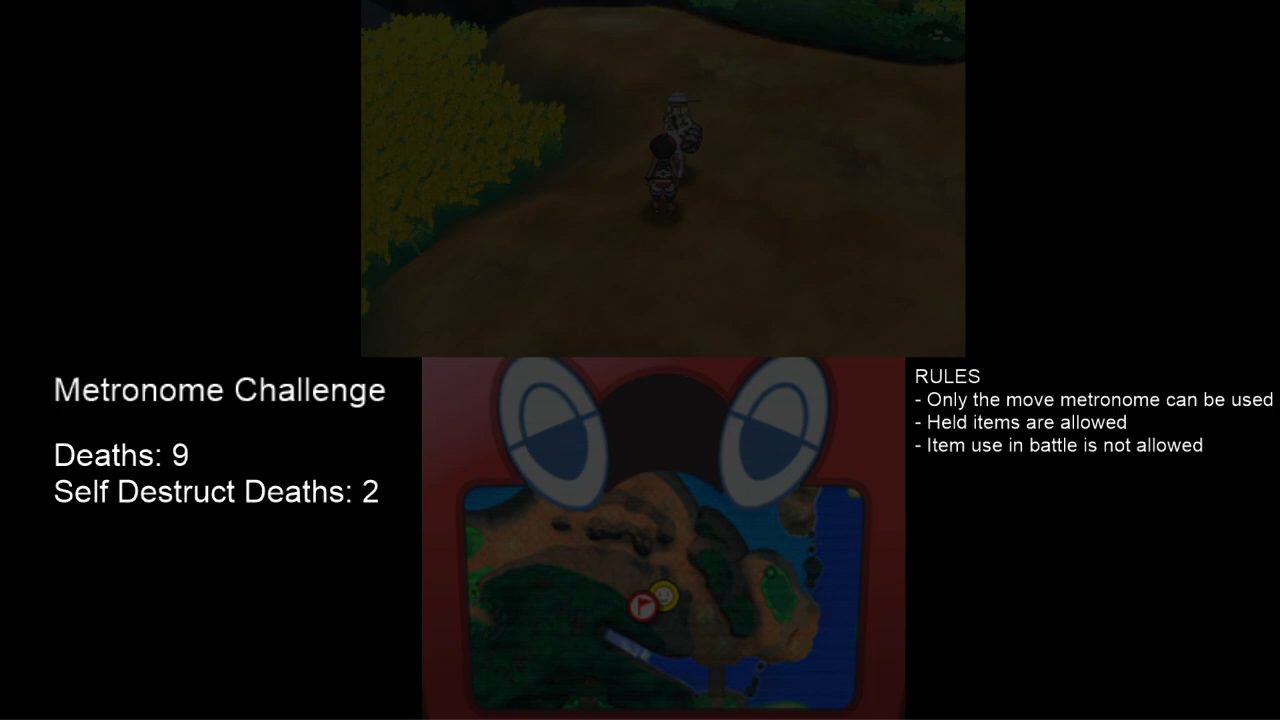 Metronome Challenge
Deaths: 9
Self Destruct Deaths: 2
RULES
- Only the move metronome can be used
- Held items are allowed
- Item use in battle is not allowed